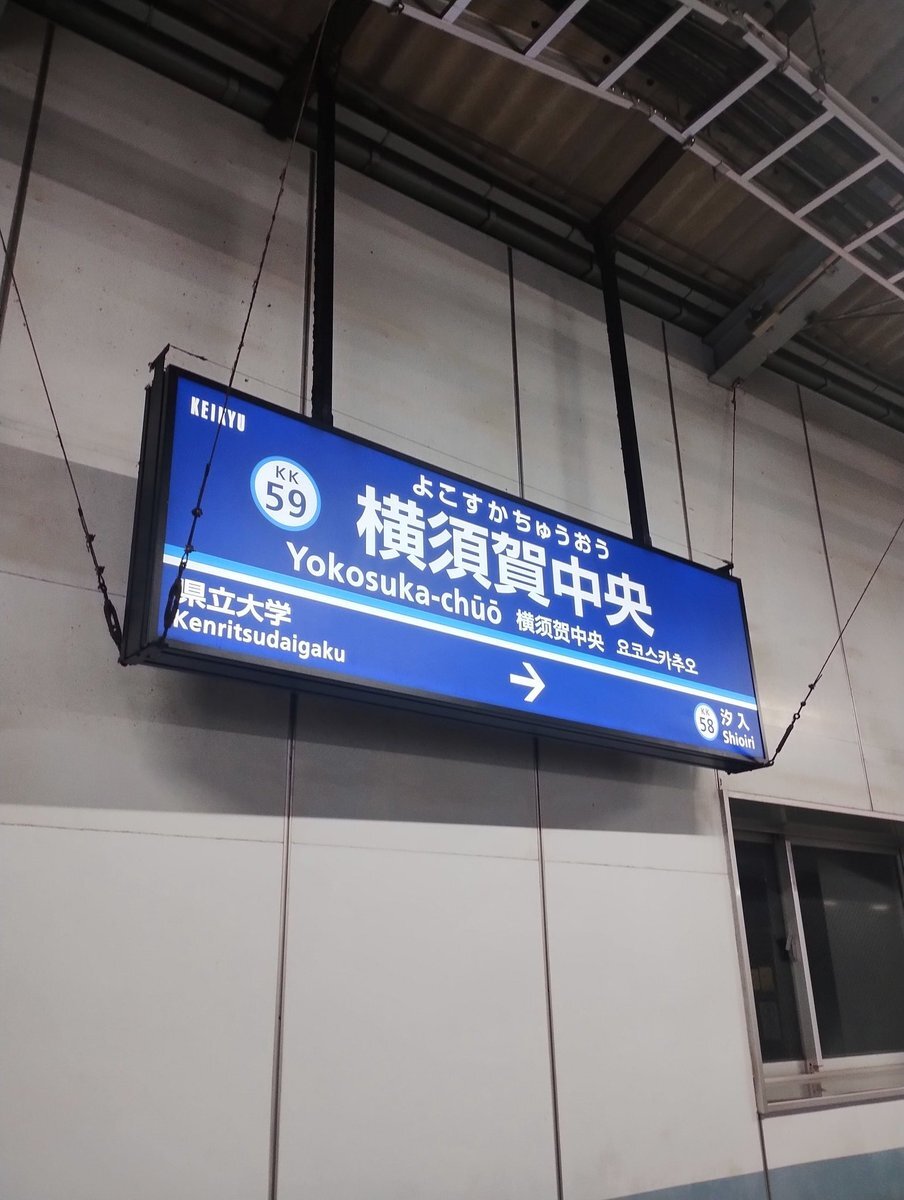 KEIKYU
KK
59
よこすかちゅうおう
横須賀中央
Yokosuka-chūō
横须贺中央 요코스카추오
県立大学
Kenritsudaigaku
→
KK
58
汐入
Shioiri